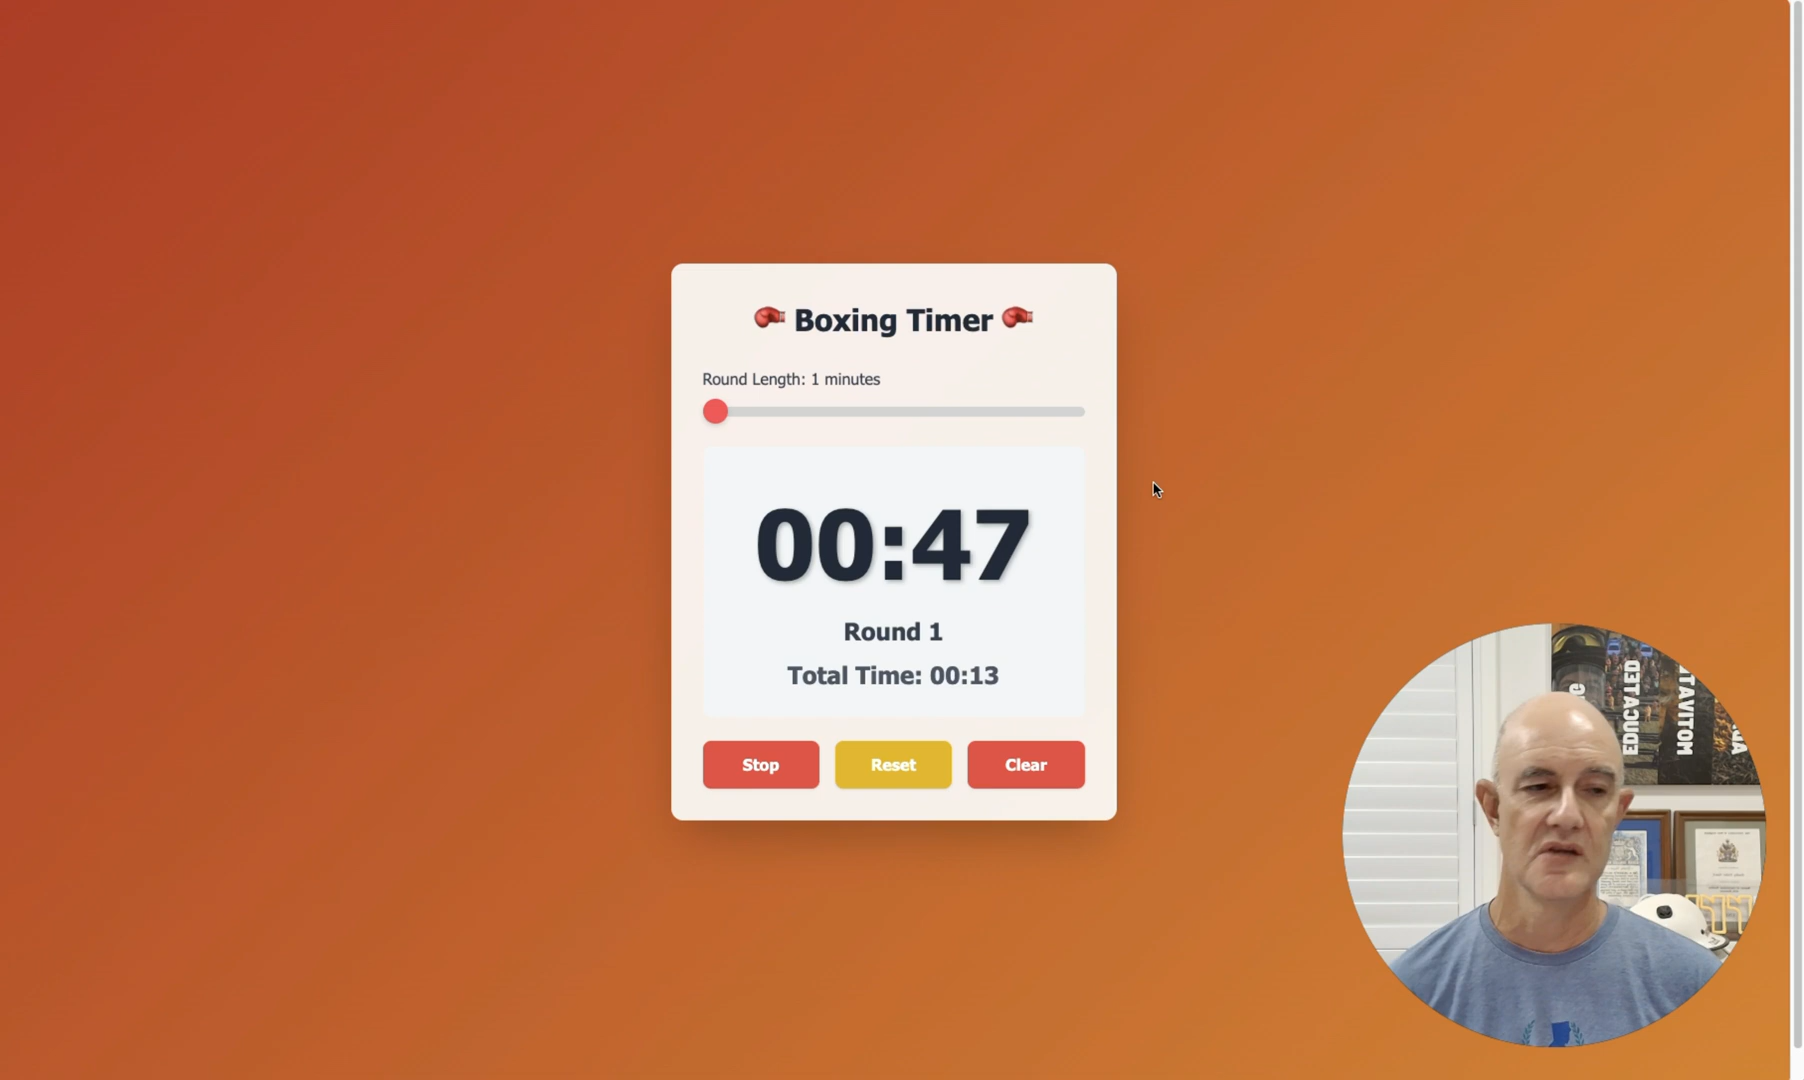 Boxing Timer
Round Length: 1 minutes
00:47
Round 1
Total Time: 00:13
Stop
Reset
Clear
EDUCATED